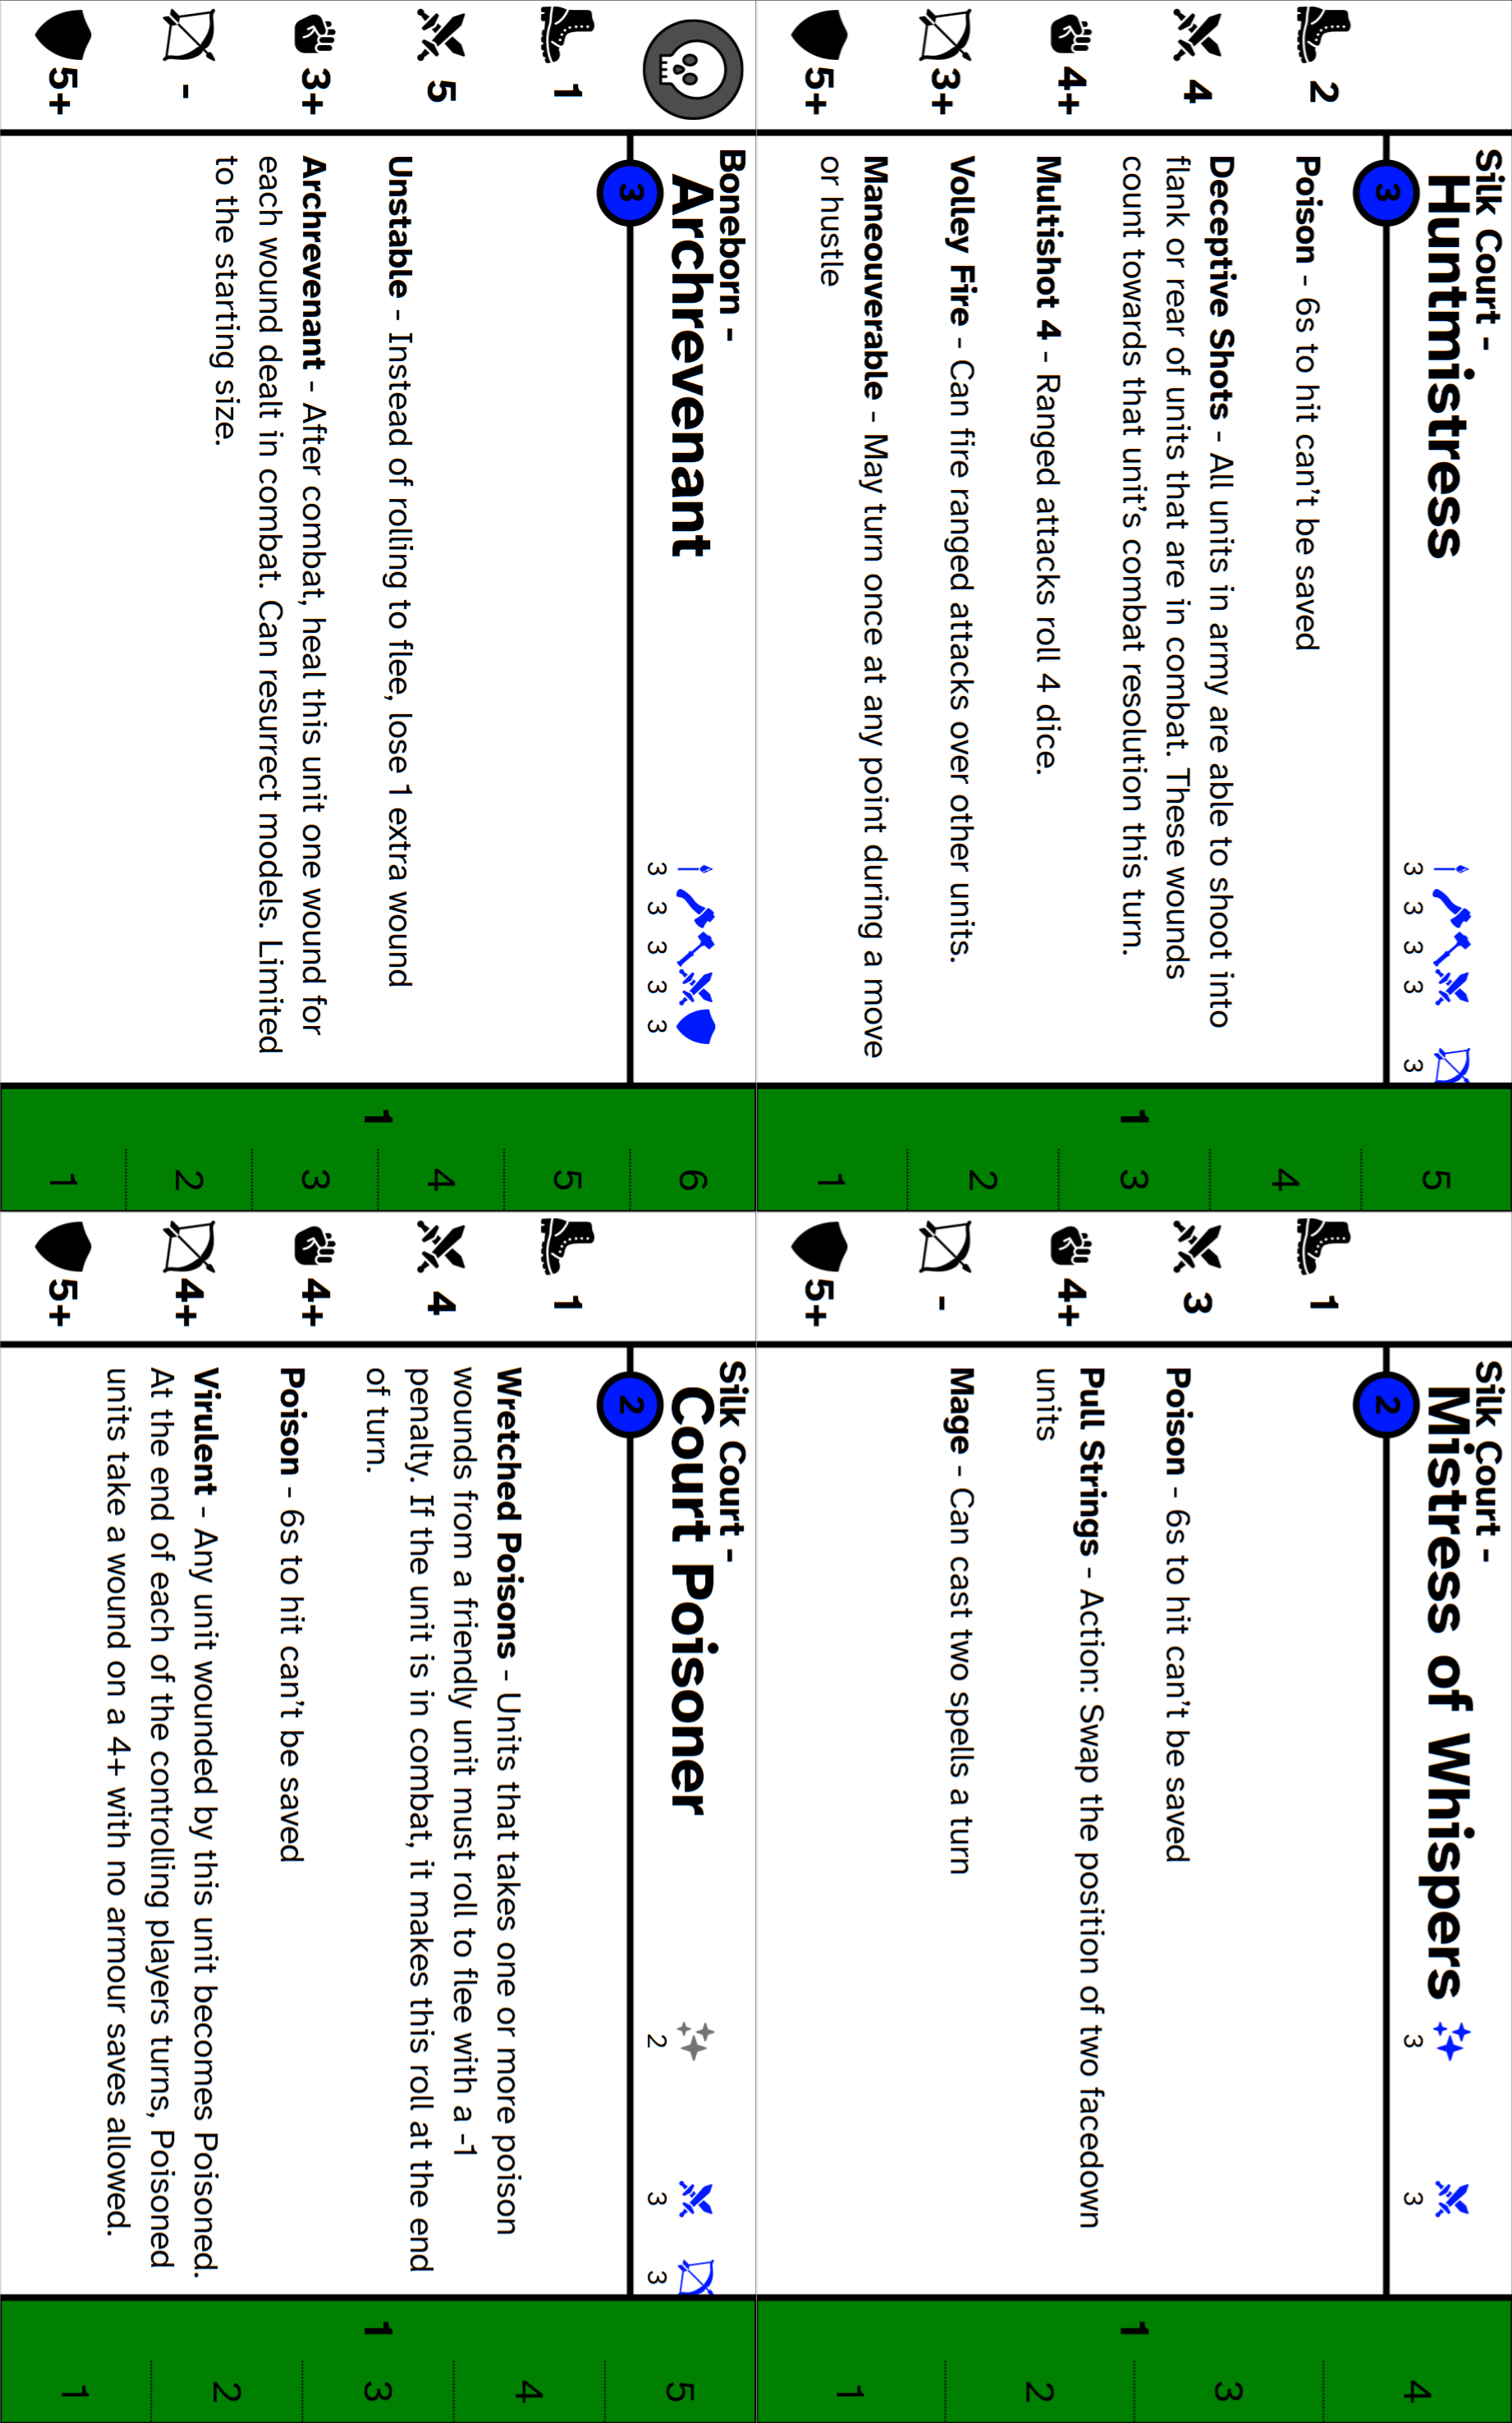 Silk Court -
Huntmistress
3
3
3
3
3
3
2
4
4+
3+
5+
Poison - 6s to hit can't be saved
Deceptive Shots - All units in army are able to shoot into
flank or rear of units that are in combat. These wounds
count towards that unit's combat resolution this turn.
Multishot 4 - Ranged attacks roll 4 dice.
Volley Fire - Can fire ranged attacks over other units.
Maneouverable - May turn once at any point during a move
or hustle
1
5
4
3
2
1
Silk Court -
Mistress of Whispers
3
3
2
1
3
4+
-
5+
Poison - 6s to hit can't be saved
Pull Strings - Action: Swap the position of two facedown
units
Mage - Can cast two spells a turn
1
4
3
2
1
Boneborn -
Archrevenant
3
3
3
3
3
3
1
5
3+
-
5+
Unstable - Instead of rolling to flee, lose 1 extra wound
Archrevenant - After combat, heal this unit one wound for
each wound dealt in combat. Can resurrect models. Limited
to the starting size.
1
6
5
4
3
2
1
Silk Court -
Court Poisoner
2
3
3
2
1
4
4+
4+
5+
Wretched Poisons - Units that takes one or more poison
wounds from a friendly unit must roll to flee with a -1
penalty. If the unit is in combat, it makes this roll at the end
of turn.
Poison - 6s to hit can't be saved
Virulent - Any unit wounded by this unit becomes Poisoned.
At the end of each of the controlling players turns, Poisoned
units take a wound on a 4+ with no armour saves allowed.
1
5
4
3
2
1